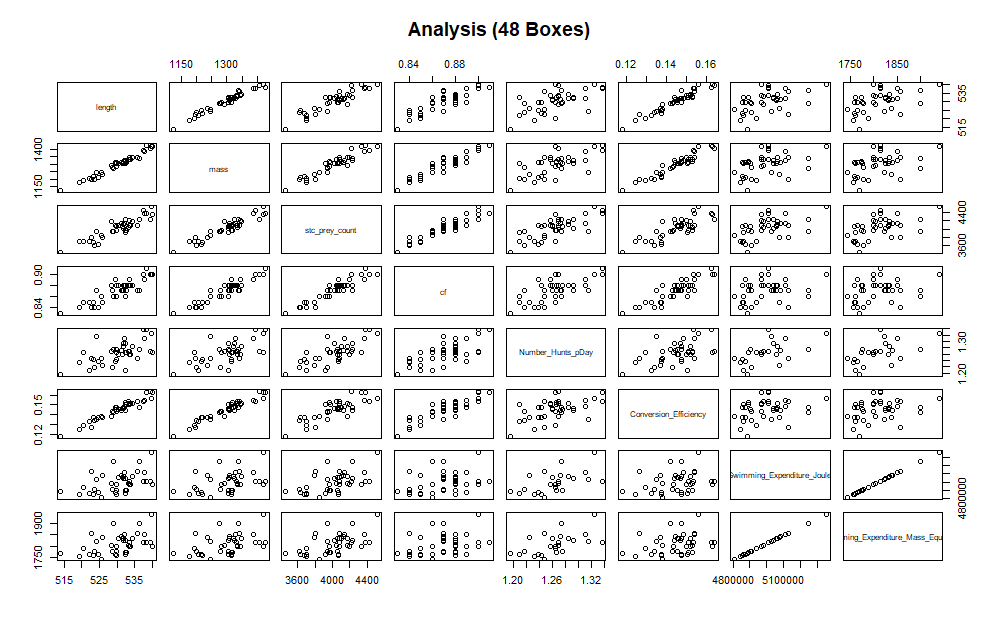 Analysis (48 Boxes)
1150 1300 0.84 0.88 0.12 0.14 0.16 1750 1850
length
515 535
1150 1400
mass
stc_prey_count
3600 4400
0.84 0.90
cf
Number_Hunts_pDay
1.20 1.30
0.12 0.15
Conversion_Efficiency
Swimming_Expenditure_Joule
4800000
1750 1900
ning_Expenditure_Mass_Equ
515 525 535 3600 4000 4400 1.20 1.26 1.32 4800000 5100000